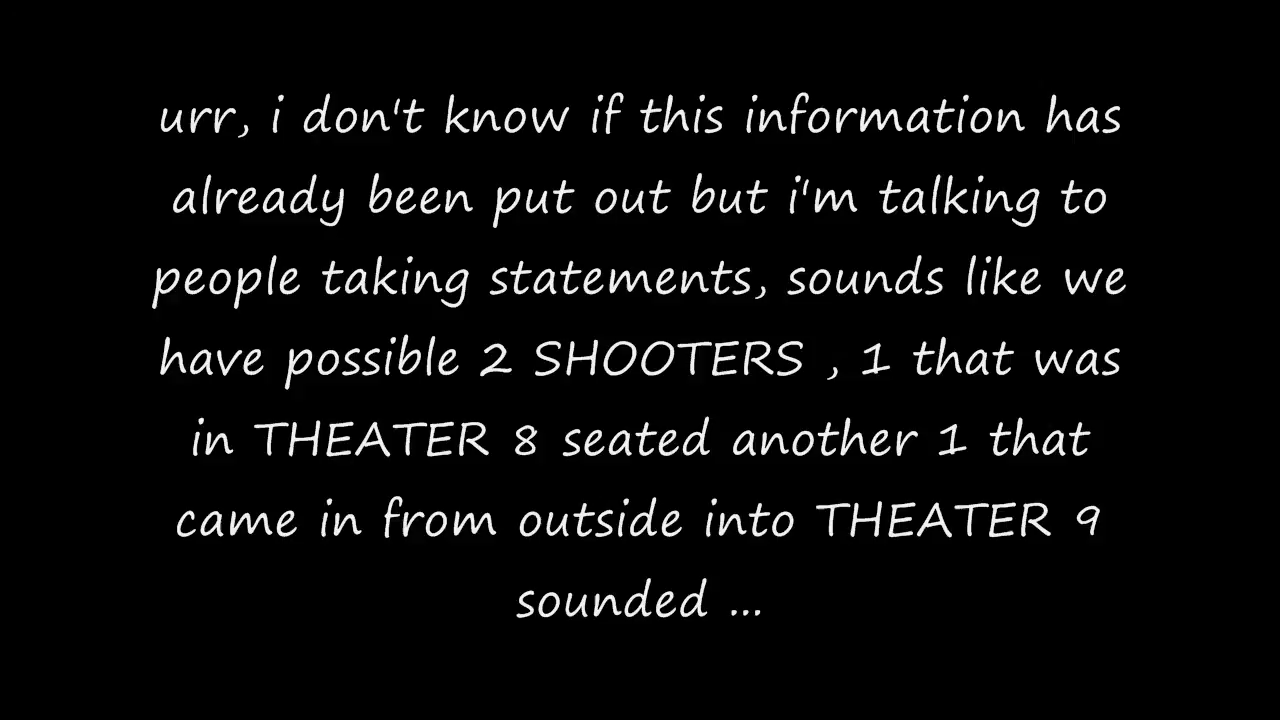 urr, i don't know if this information has
already been put out but i'm talking to
people taking statements, sounds like we
have possible 2 SHOOTERS , 1 that was
in THEATER 8 seated another 1 that
came in from outside into THEATER 9
sounded ...